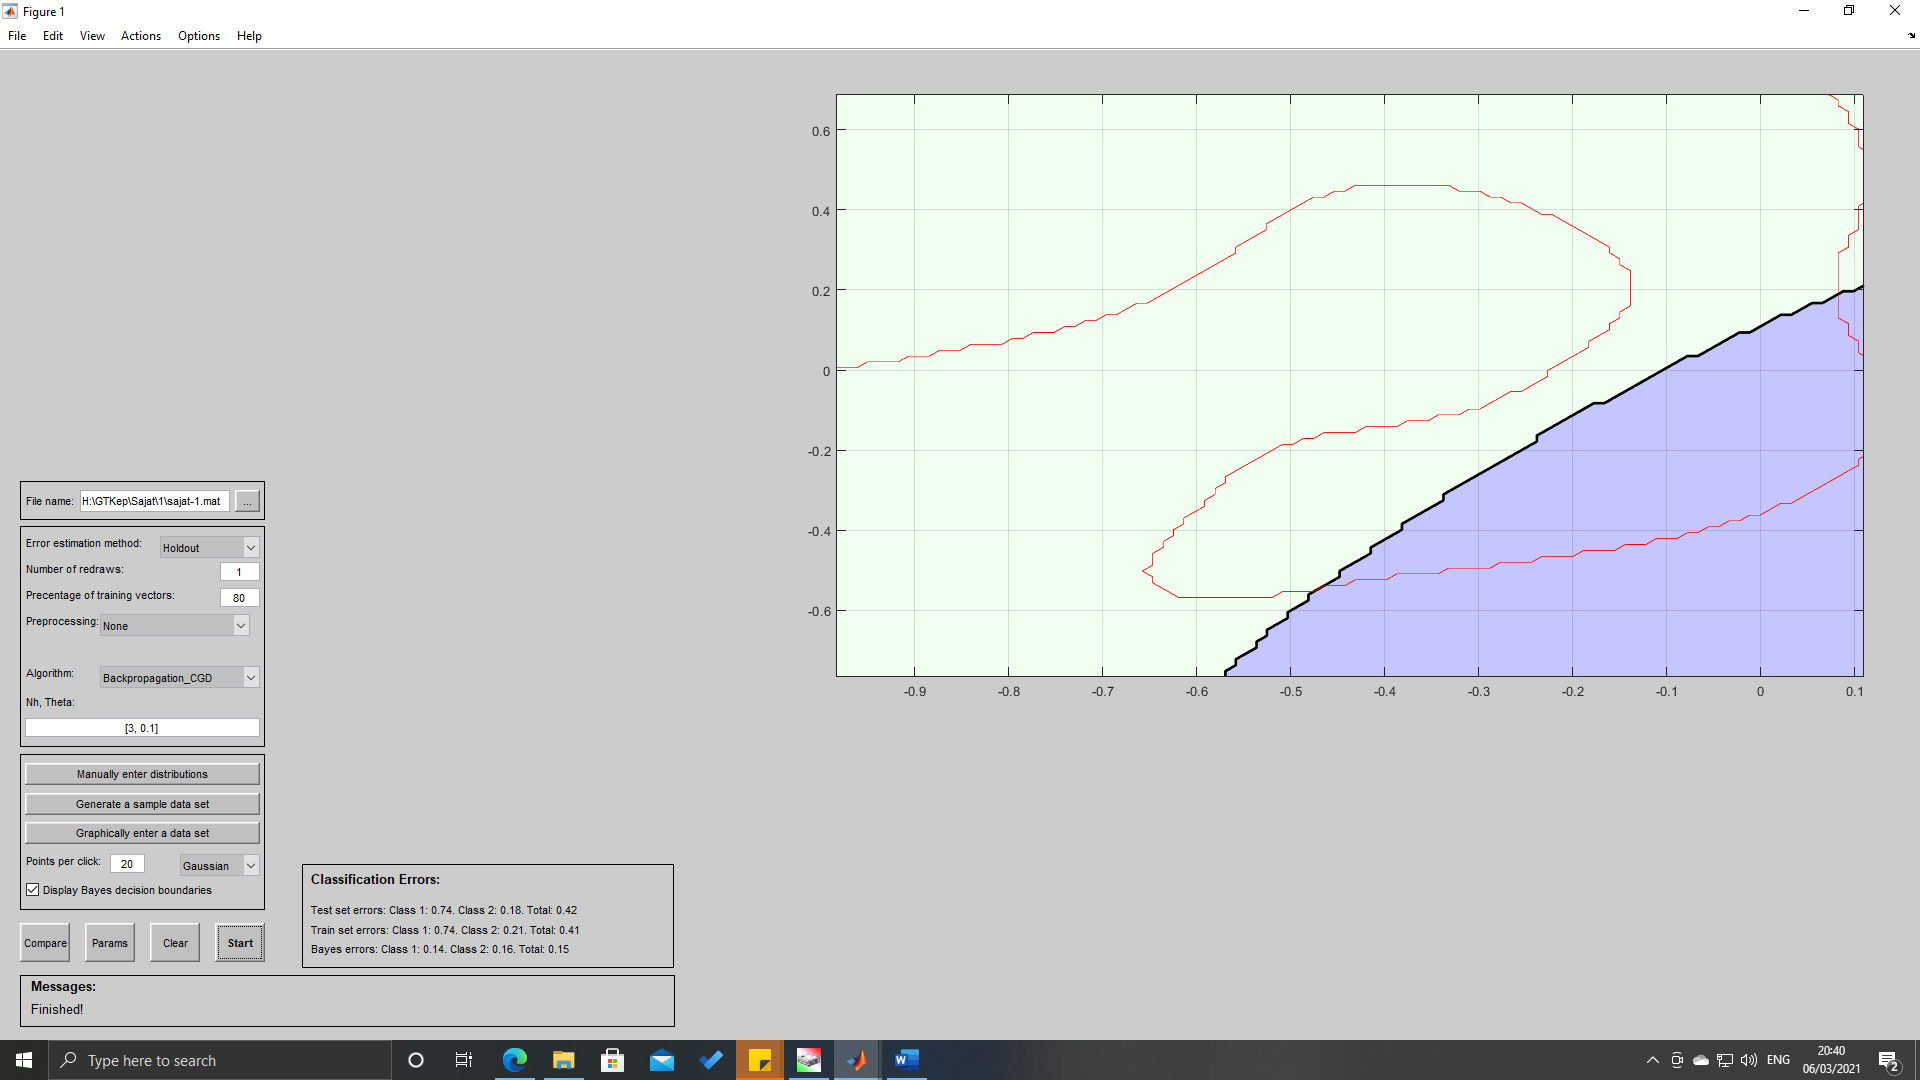 Figure 1
File Edit View Actions Options Help
0.6
0.4
0.2
0
-0.2
-0.4
-0.6
-0.9 -0.8 -0.7 -0.6 -0.5 -0.4 -0.3 -0.2 -0.1 0 0.1
File name: H:\GTKep\Sajat\1\sajat-1.mat ...
Error estimation method: Holdout
Number of redraws: 1
Precentage of training vectors: 80
Preprocessing: None
Algorithm: Backpropagation_CGD
Nh, Theta:
[3, 0.1]
Manually enter distributions
Generate a sample data set
Graphically enter a data set
Points per click: 20 Gaussian
Display Bayes decision boundaries
Compare Params Clear Start
Classification Errors:
Test set errors: Class 1: 0.74. Class 2: 0.18. Total: 0.42
Train set errors: Class 1: 0.74. Class 2: 0.21. Total: 0.41
Bayes errors: Class 1: 0.14. Class 2: 0.16. Total: 0.15
Messages:
Finished!
Type here to search
ENG
20:40
06/03/2021
2